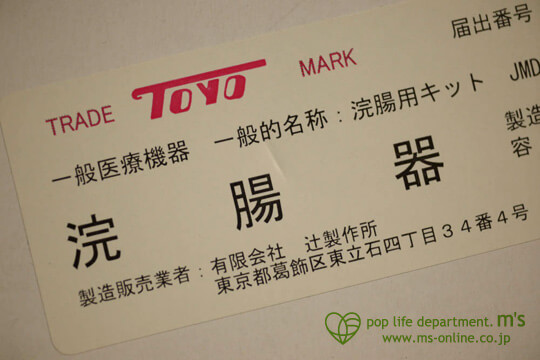 届出番号
TRADE TOYO MARK
一般医療機器 一般的名称:浣腸用キット JMD
製造
浣腸器
容
製造販売業者:有限会社 辻製作所
東京都葛飾区東立石四丁目34番4号
pop life department. m's
www.ms-online.co.jp